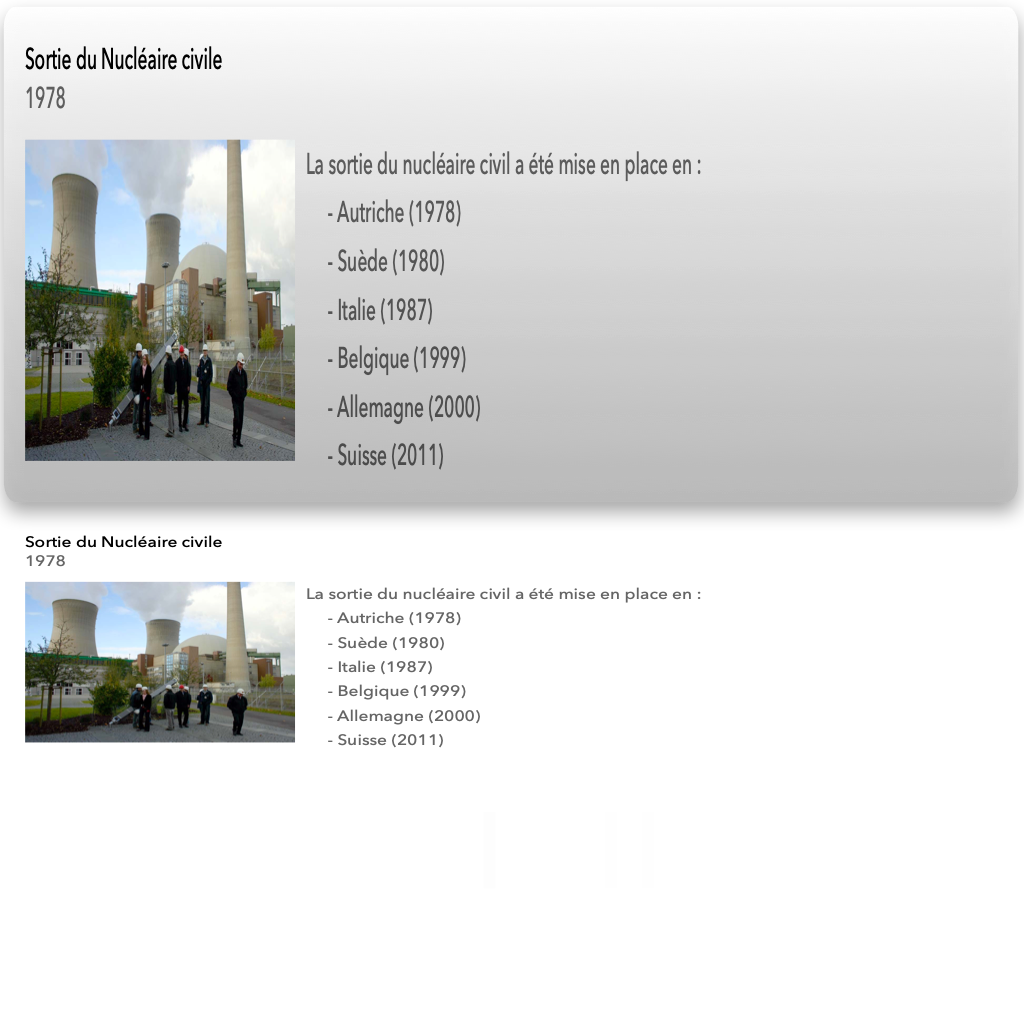 Sortie du Nucléaire civile
1978
La sortie du nucléaire civil a été mise en place en :
- Autriche (1978)
- Suède (1980)
- Italie (1987)
- Belgique (1999)
- Allemagne (2000)
- Suisse (2011)
Sortie du Nucléaire civile
1978
La sortie du nucléaire civil a été mise en place en :
- Autriche (1978)
- Suède (1980)
- Italie (1987)
- Belgique (1999)
- Allemagne (2000)
- Suisse (2011)